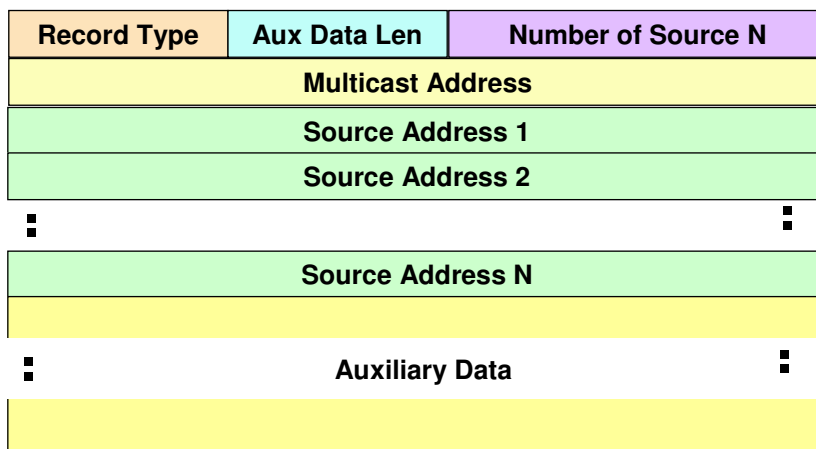 Record Type Aux Data Len Number of Source N
Multicast Address
Source Address 1
Source Address 2
Source Address N
Auxiliary Data